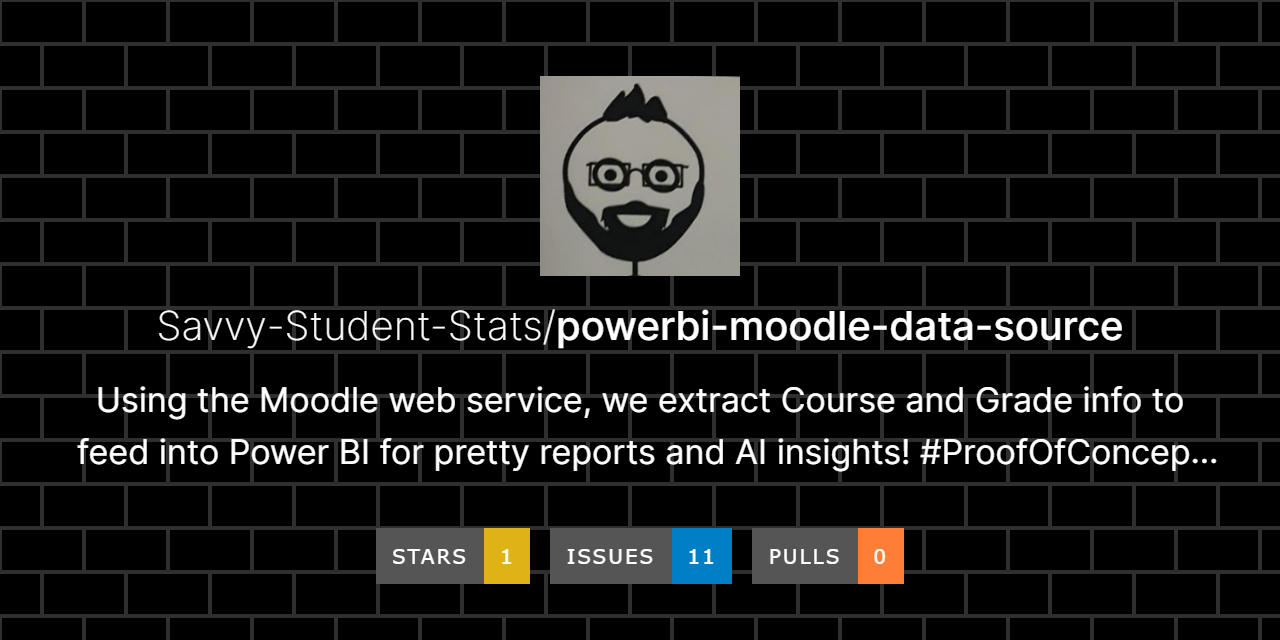 Savvy-Student-Stats/powerbi-moodle-data-source
Using the Moodle web service, we extract Course and Grade info to
feed into Power BI for pretty reports and AI insights! #ProofOfConcep...
STARS 1 ISSUES 11 PULLS 0